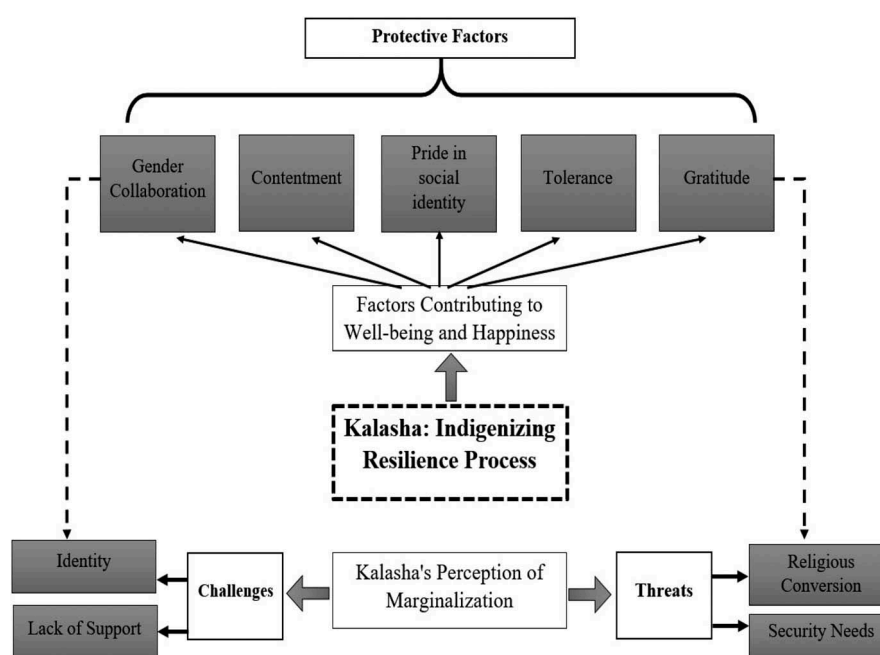 Protective Factors
Gender
Collaboration
Contentment
Pride in
social
identity
Tolerance
Gratitude
Factors Contributing to
Well-being and Happiness
Kalasha: Indigenizing
Resilience Process
Identity
Lack of Support
Challenges
Kalasha's Perception of
Marginalization
Threats
Religious
Conversion
Security Needs